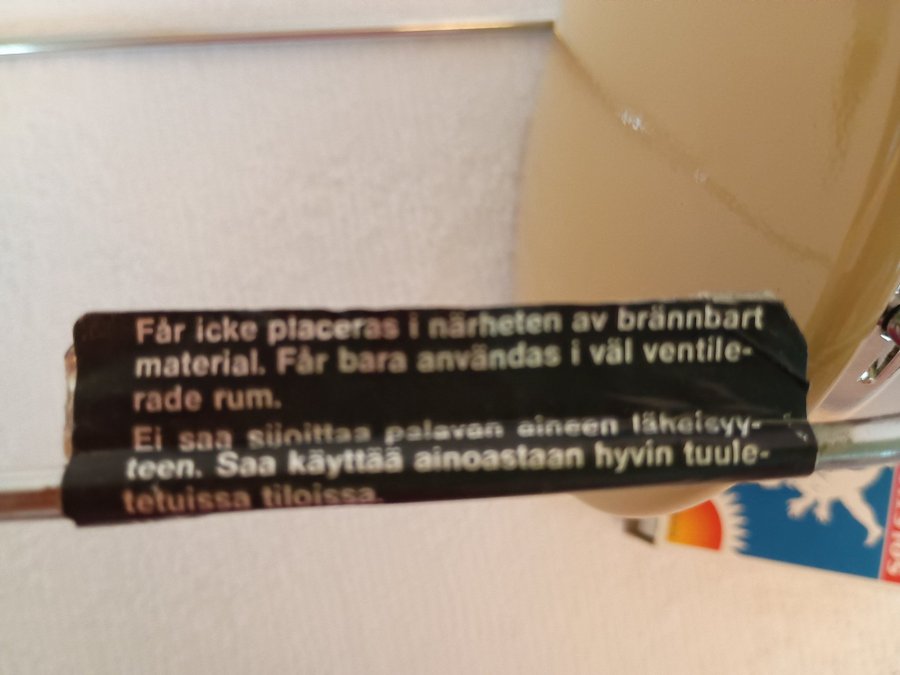 Får icke placeras i närheten av brännbart
material. Får bara användas i väl ventile-
rade rum.
Ei saa sijoittaa palavan aineen läheisyy-
teen. Saa käyttää ainoastaan hyvin tuule-
tetuissa tiloissa.